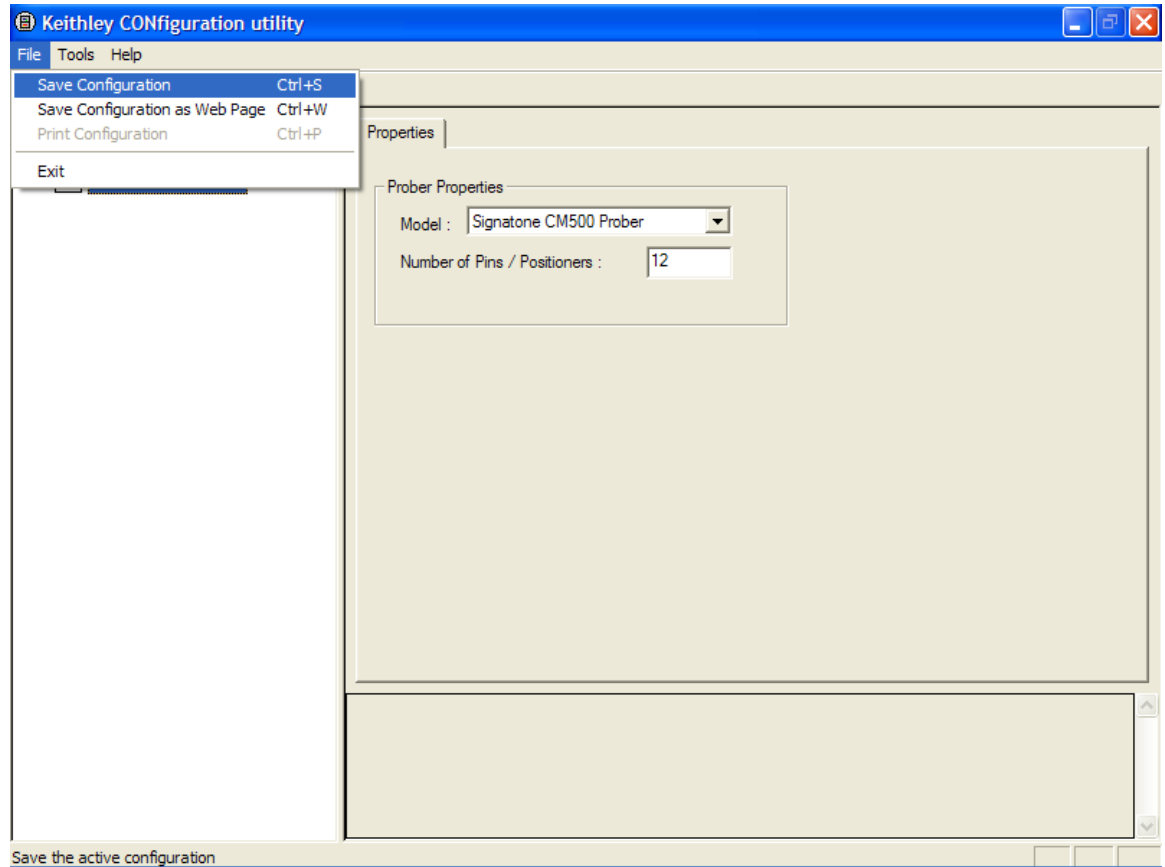 Keithley CONfiguration utility
File Tools Help
Save Configuration Ctrl+S
Save Configuration as Web Page Ctrl+W
Print Configuration Ctrl+P
Exit
Properties
Prober Properties
Model : Signatone CM500 Prober
Number of Pins / Positioners : 12
Save the active configuration